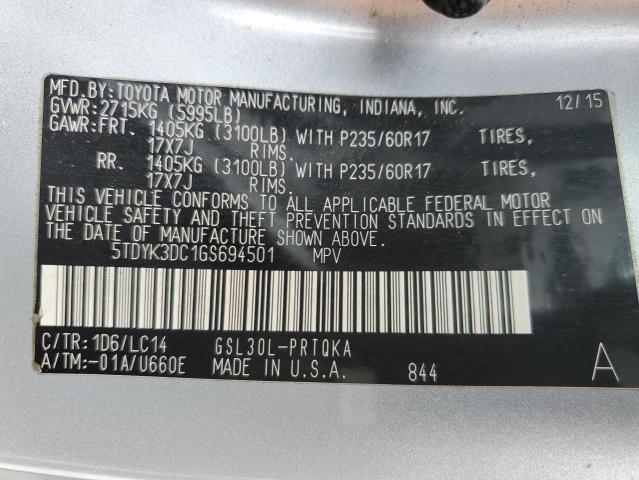 MFD.BY:TOYOTA MOTOR MANUFACTURING, INDIANA, INC. 12/15
GVWR:2715KG (5995LB)
GAWR:FRT. 1405KG (3100LB) WITH P235/60R17 TIRES,
17X7J RIMS.
RR. 1405KG (3100LB) WITH P235/60R17 TIRES,
17X7J RIMS.
THIS VEHICLE CONFORMS TO ALL APPLICABLE FEDERAL MOTOR
VEHICLE SAFETY AND THEFT PREVENTION STANDARDS IN EFFECT ON
THE DATE OF MANUFACTURE SHOWN ABOVE.
5TDYK3DC1GS694501 MPV
C/TR:1D6/LC14 GSL30L-PRTQKA
A/TM:-01A/U660E MADE IN U.S.A. 844 A